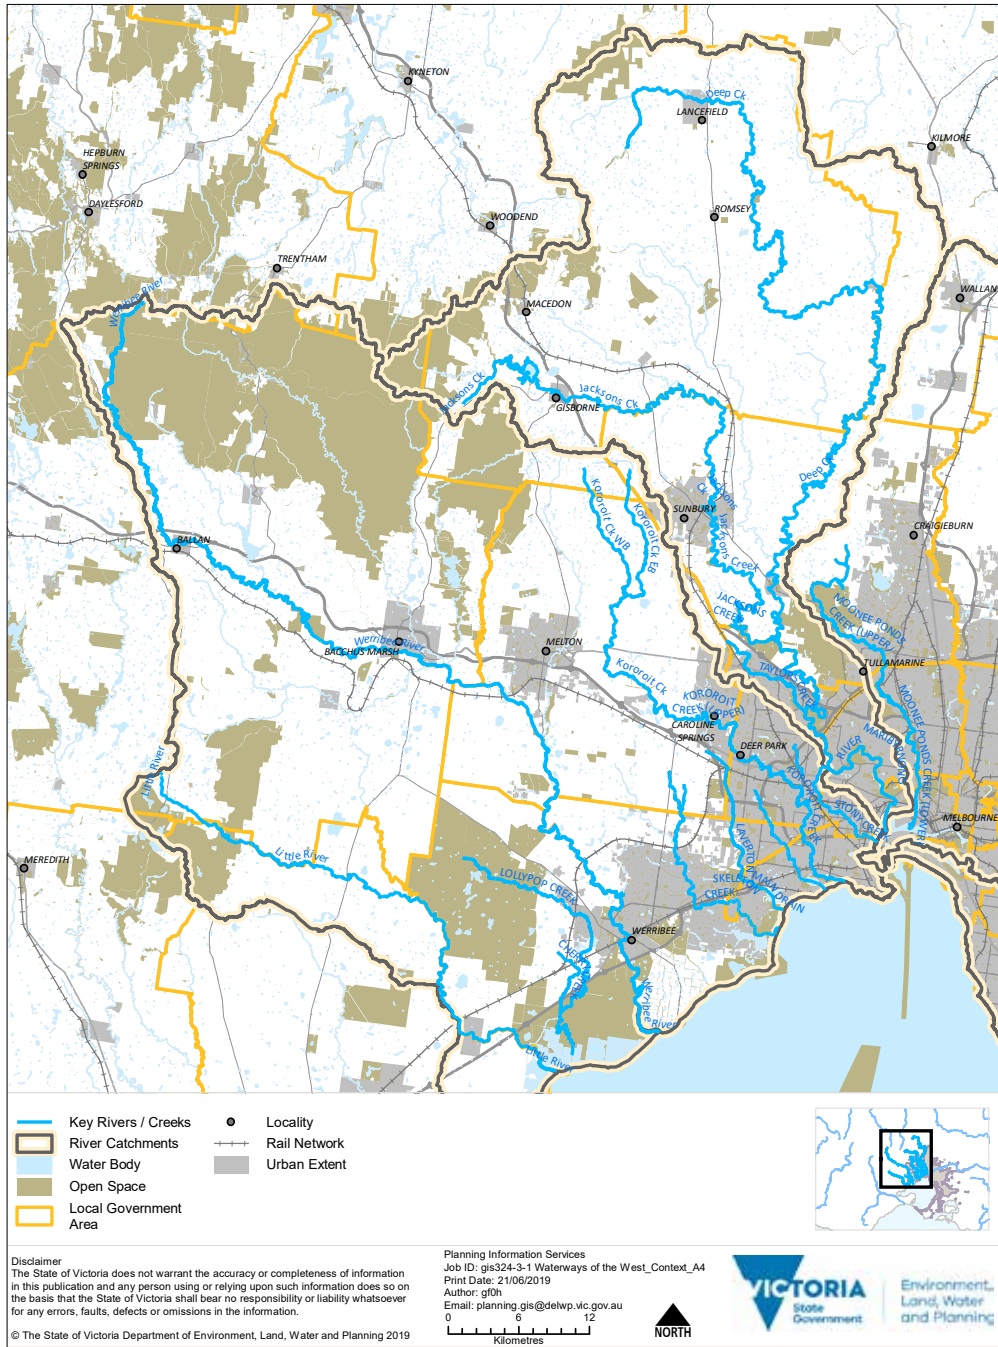 KYNETON
Deep Ck
LANCEFIELD
KILMORE
HEPBURN
SPRINGS
DAYLESFORD
WOODEND
ROMSEY
TRENTHAM
Werribee River
MACEDON
WALLAN
Jacksons Ck
Jacksons Ck
GISBORNE
Deep Ck
Jacksons
Ck
SUNBURY
Kororoit Ck WB
Kororoit Ck EB
Jacksons Creek
CRAIGIEBURN
BALLAN
JACKSONS
CREEK
MOONEE PONDS
CREEK (UPPER)
Werribee River
BACCHUS MARSH
MELTON
Kororoit Ck
TAYLORS CREEK
TULLAMARINE
KOROROIT
CREEK (UPPER)
CAROLINE
SPRINGS
MOONEE PONDS CREEK (LOWER
MARIBYRNONG
RIVER
DEER PARK
Little River
KOROROIT CREEK
STONY CREEK
MELBOURNE
LAVERTON
MAIN DRAIN
MEREDITH
Little River
LOLLYPOP CREEK
SKELETON
CREEK
WERRIBEE
CHERRY CREEK
Werribee River
Little River
Key Rivers / Creeks
River Catchments
Water Body
Open Space
Local Government
Area
Locality
Rail Network
Urban Extent
Disclaimer
The State of Victoria does not warrant the accuracy or completeness of information
in this publication and any person using or relying upon such information does so on
the basis that the State of Victoria shall bear no responsibility or liability whatsoever
for any errors, faults, defects or omissions in the information.
© The State of Victoria Department of Environment, Land, Water and Planning 2019
Planning Information Services
Job ID: gis324-3-1 Waterways of the West_Context_A4
Print Date: 21/06/2019
Author: gf0h
Email: planning.gis@delwp.vic.gov.au
0 6 12
Kilometres
NORTH
VICTORIA
State
Government
Environment,
Land, Water
and Planning